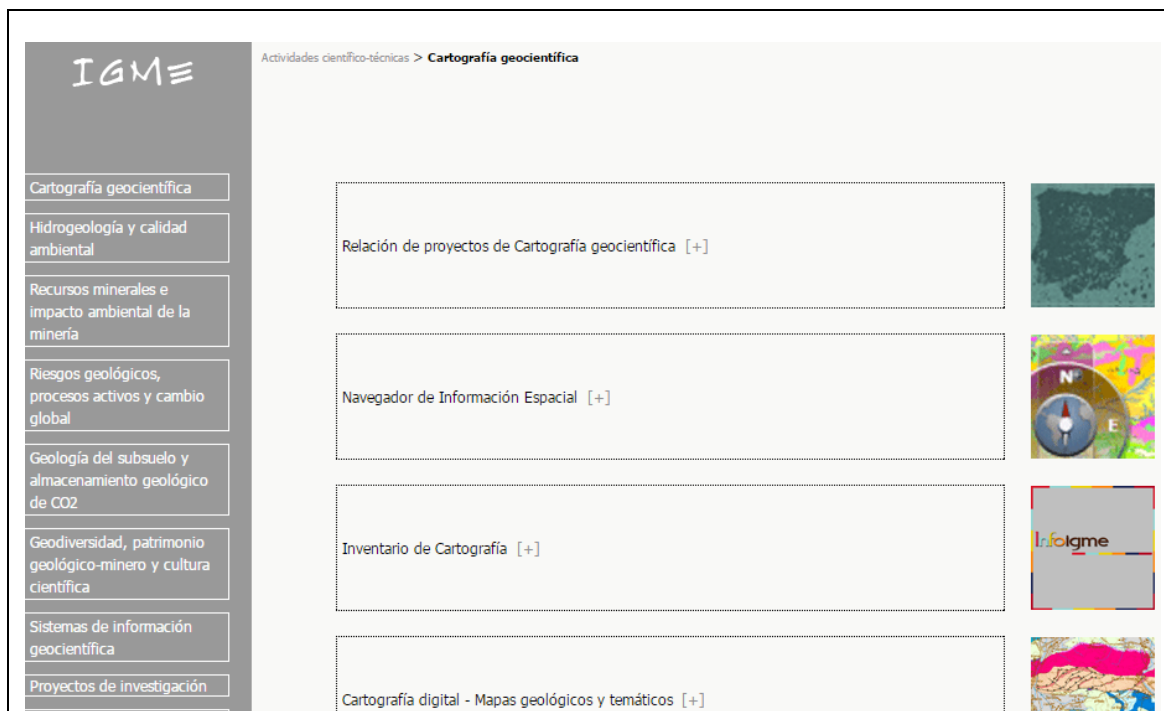 IGME
Actividades científico-técnicas > Cartografía geocientífica
Cartografía geocientífica
Hidrogeología y calidad
ambiental
Recursos minerales e
impacto ambiental de la
minería
Riesgos geológicos,
procesos activos y cambio
global
Geología del subsuelo y
almacenamiento geológico
de CO2
Geodiversidad, patrimonio
geológico-minero y cultura
científica
Sistemas de información
geocientífica
Proyectos de investigación
Relación de proyectos de Cartografía geocientífica [+]
Navegador de Información Espacial [+]
N
E
Inventario de Cartografía [+]
InfoIgme
Cartografía digital - Mapas geológicos y temáticos [+]